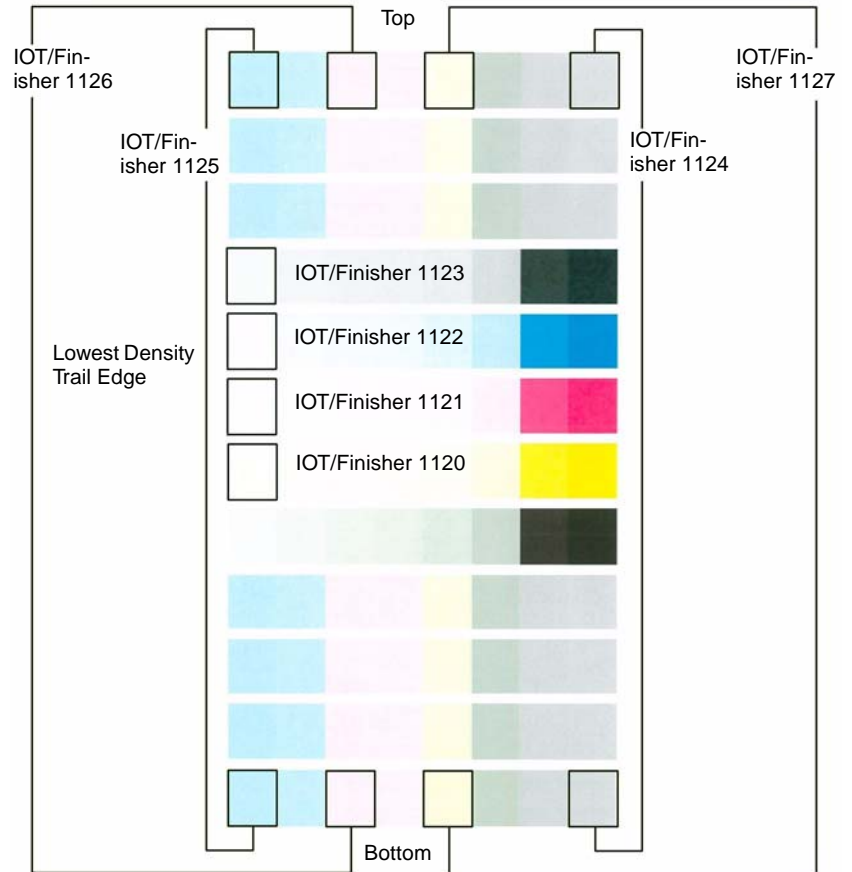 Top
IOT/Fin-
isher 1126
IOT/Fin-
isher 1127
IOT/Fin-
isher 1125
IOT/Fin-
isher 1124
IOT/Finisher 1123
IOT/Finisher 1122
Lowest Density
Trail Edge
IOT/Finisher 1121
IOT/Finisher 1120
Bottom